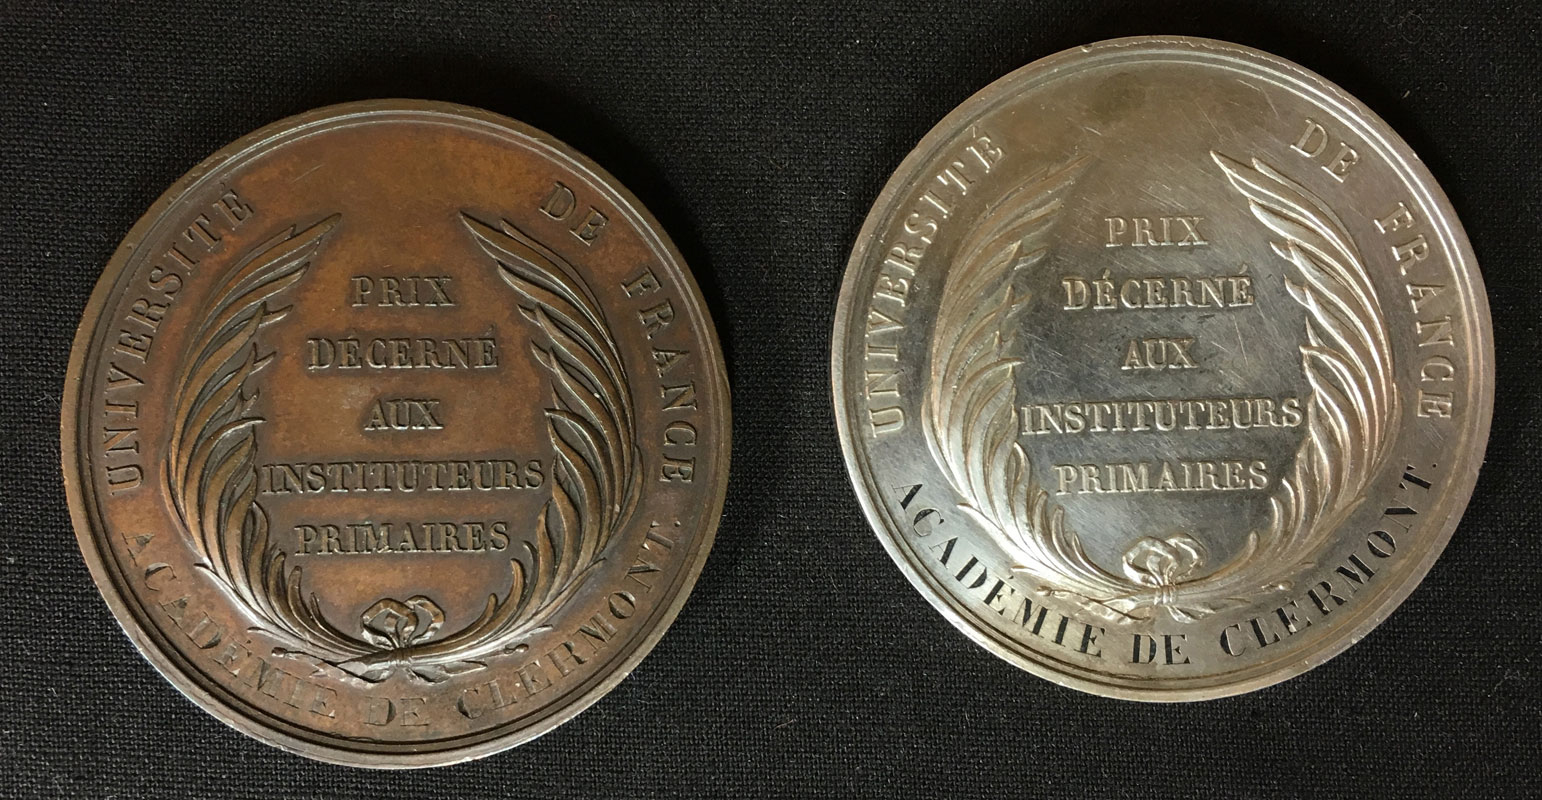 UNIVERSITÉ DE FRANCE
PRIX
DÉCERNÉ
AUX
INSTITUTEURS
PRIMAIRES
ACADÉMIE DE CLERMONT.
UNIVERSITÉ DE FRANCE
PRIX
DÉCERNÉ
AUX
INSTITUTEURS
PRIMAIRES
ACADÉMIE DE CLERMONT.